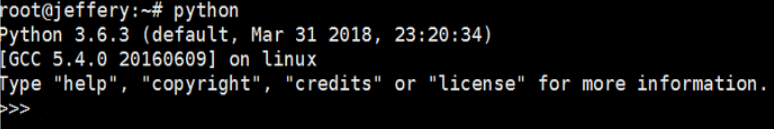 root@jeffery:~# python
Python 3.6.3 (default, Mar 31 2018, 23:20:34)
[GCC 5.4.0 20160609] on linux
Type "help", "copyright", "credits" or "license" for more information.
>>>